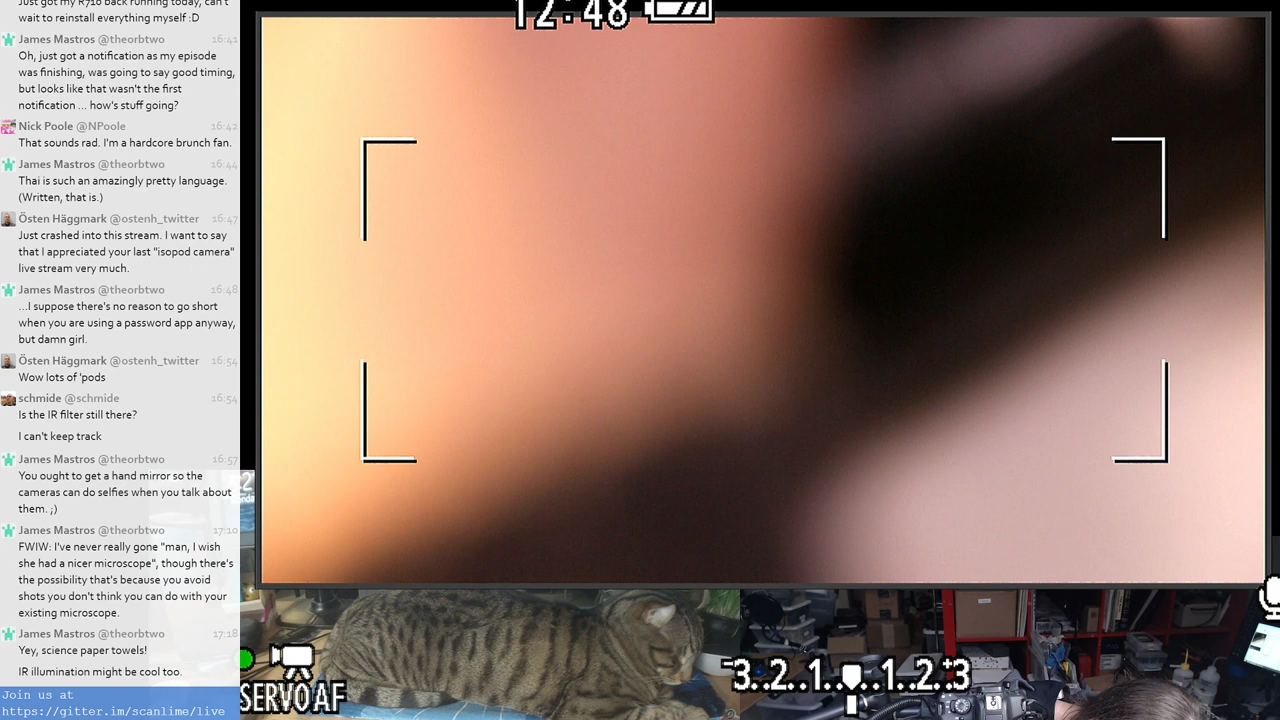 Just got my R710 back running today, can't
wait to reinstall everything myself :D
James Mastros @theorbtwo 16:41
Oh, just got a notification as my episode
was finishing, was going to say good timing,
but looks like that wasn't the first
notification ... how's stuff going?
Nick Poole @NPoole 16:42
That sounds rad. I'm a hardcore brunch fan.
James Mastros @theorbtwo 16:44
Thai is such an amazingly pretty language.
(Written, that is.)
Östen Häggmark @ostenh_twitter 16:47
Just crashed into this stream. I want to say
that I appreciated your last "isopod camera"
live stream very much.
James Mastros @theorbtwo 16:48
...I suppose there's no reason to go short
when you are using a password app anyway,
but damn girl.
Östen Häggmark @ostenh_twitter 16:54
Wow lots of 'pods
schmide @schmide 16:54
Is the IR filter still there?
I can't keep track
James Mastros @theorbtwo 16:57
You ought to get a hand mirror so the
cameras can do selfies when you talk about
them. ;)
James Mastros @theorbtwo 17:10
FWIW: I've never really gone "man, I wish
she had a nicer microscope", though there's
the possibility that's because you avoid
shots you don't think you can do with your
existing microscope.
James Mastros @theorbtwo 17:18
Yey, science paper towels!
IR illumination might be cool too.
Join us at
https://gitter.im/scanlime/live
12:48
SERVO AF
-3..2..1....1..2..+3